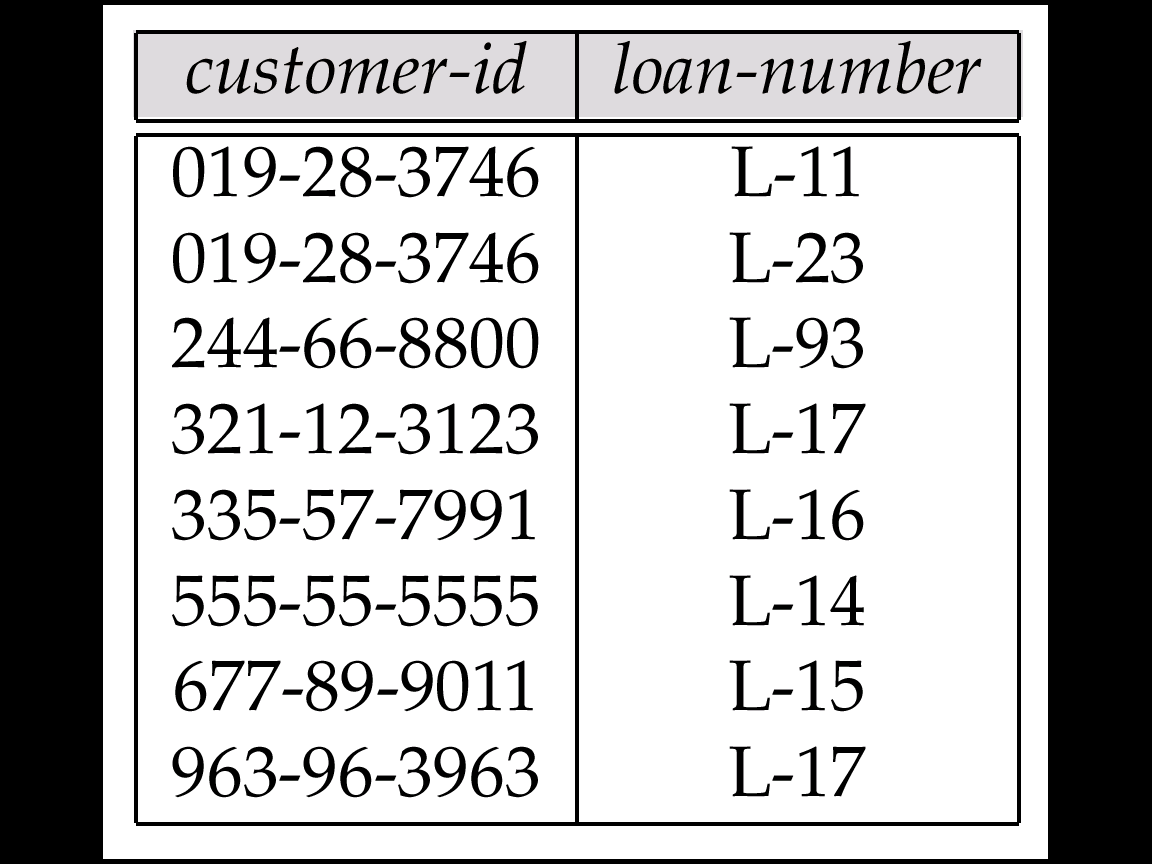 customer-id loan-number
019-28-3746 L-11
019-28-3746 L-23
244-66-8800 L-93
321-12-3123 L-17
335-57-7991 L-16
555-55-5555 L-14
677-89-9011 L-15
963-96-3963 L-17